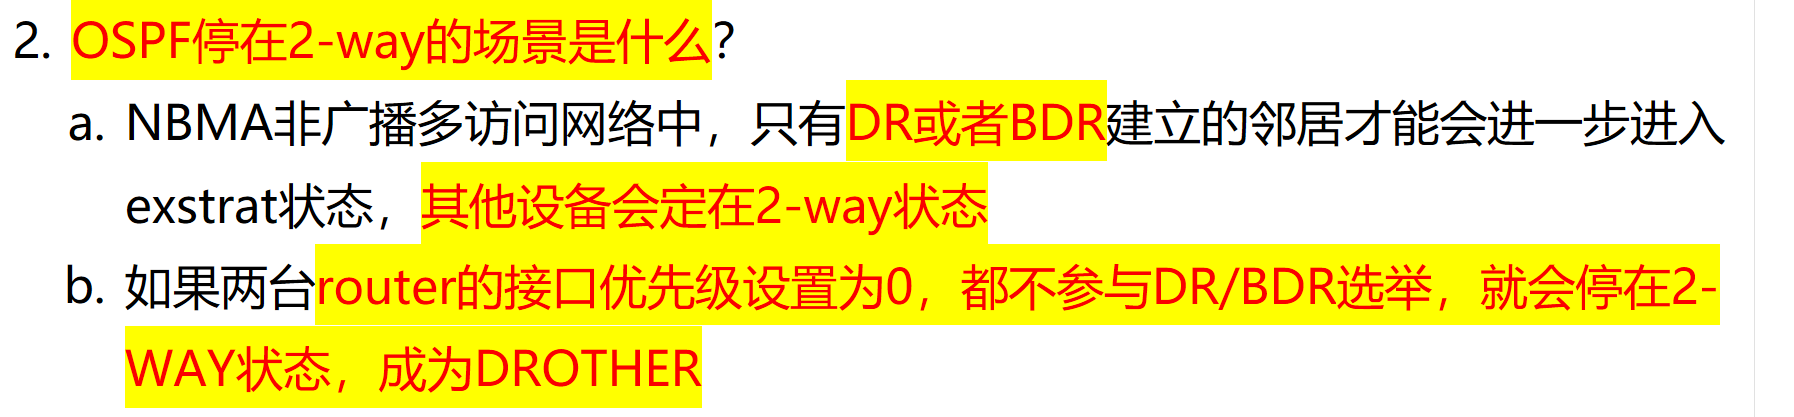 2. OSPF停在2-way的场景是什么?
a. NBMA非广播多访问网络中，只有DR或者BDR建立的邻居才能会进一步进入
exstrat状态，其他设备会定在2-way状态
b. 如果两台router的接口优先级设置为0，都不参与DR/BDR选举，就会停在2-
WAY状态，成为DROTHER